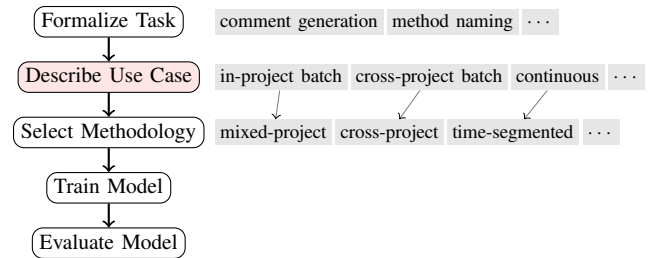 Formalize Task comment generation method naming ···
Describe Use Case in-project batch cross-project batch continuous ···
Select Methodology mixed-project cross-project time-segmented ···
Train Model
Evaluate Model